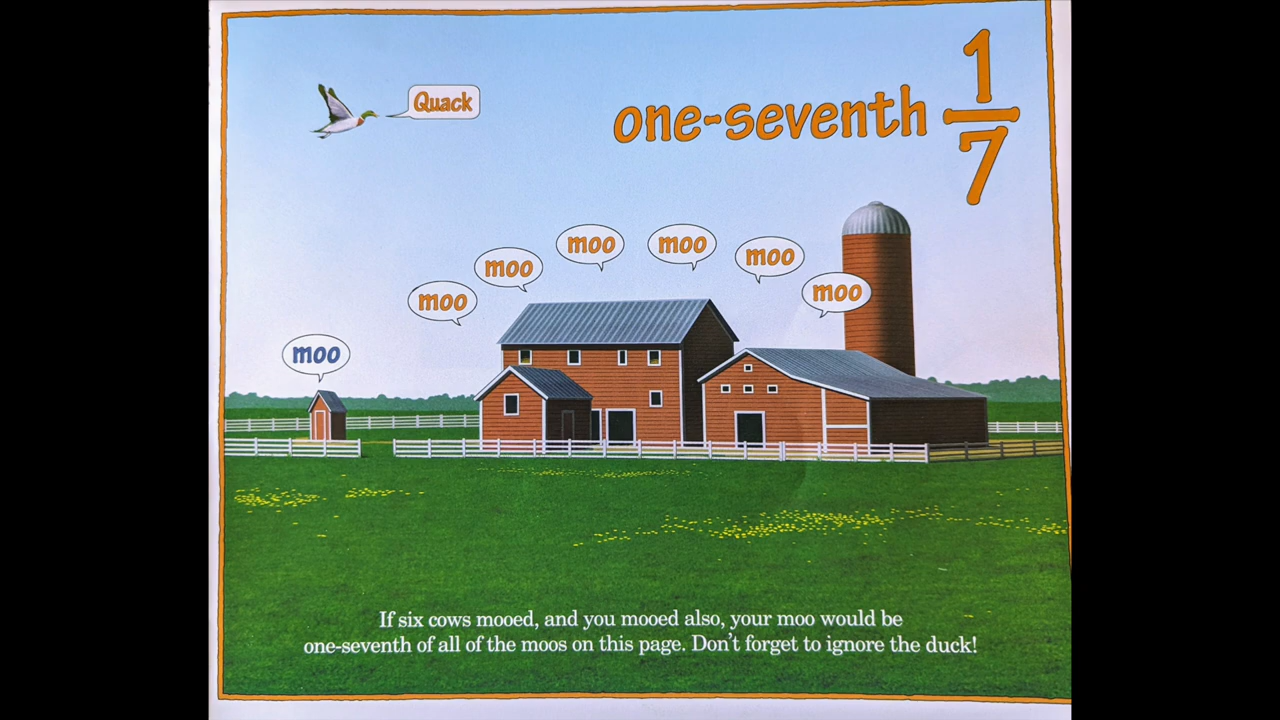 Quack
one-seventh 1/7
moo
moo
moo
moo
moo
moo
moo
If six cows mooed, and you mooed also, your moo would be
one-seventh of all of the moos on this page. Don't forget to ignore the duck!